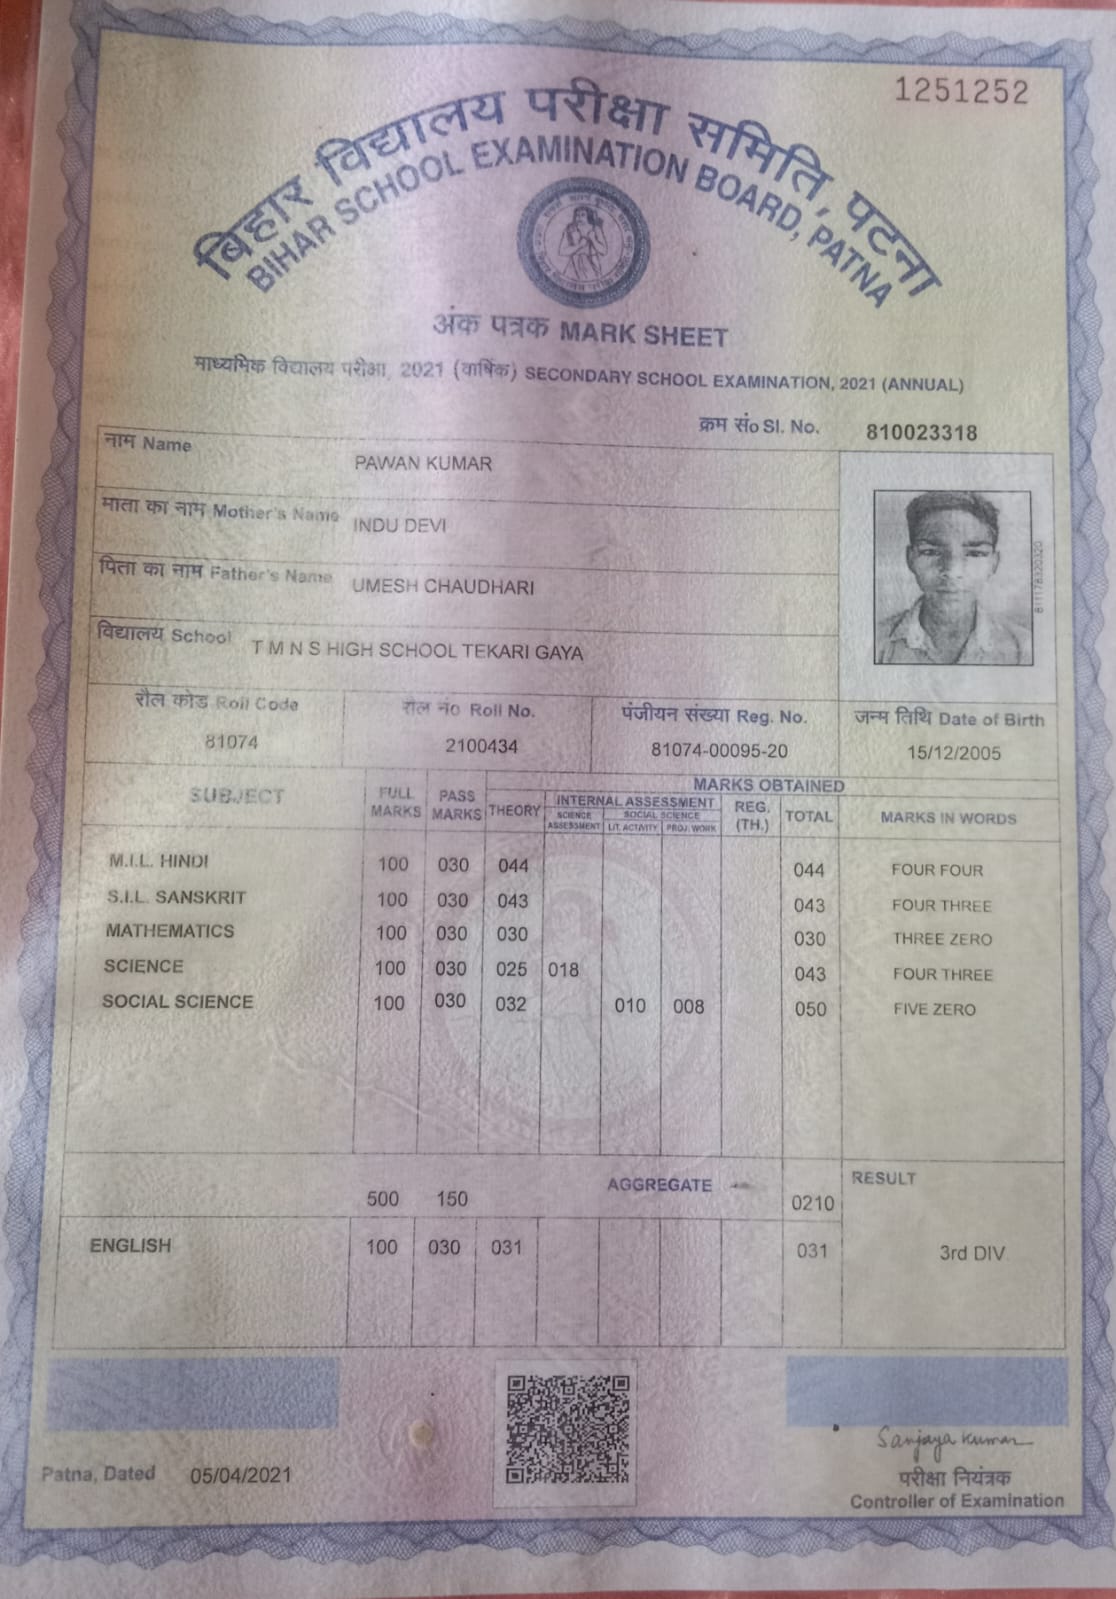 1251252
बिहार विद्यालय परीक्षा समिति, पटना
BIHAR SCHOOL EXAMINATION BOARD, PATNA
अंक पत्रक MARK SHEET
माध्यमिक विद्यालय परीक्षा, 2021 (वार्षिक) SECONDARY SCHOOL EXAMINATION, 2021 (ANNUAL)
क्रम सं० Sl. No. 810023318
नाम Name PAWAN KUMAR
माता का नाम Mother's Name INDU DEVI
पिता का नाम Father's Name UMESH CHAUDHARI
विद्यालय School T M N S HIGH SCHOOL TEKARI GAYA
रौल कोड Roll Code रौल नं० Roll No. पंजीयन संख्या Reg. No. जन्म तिथि Date of Birth
81074 2100434 81074-00095-20 15/12/2005
SUBJECT FULL MARKS PASS MARKS MARKS OBTAINED
THEORY INTERNAL ASSESSMENT REG. (TH.) TOTAL MARKS IN WORDS
SCIENCE ASSESSMENT SOCIAL SCIENCE
LIT. ACTIVITY PROJ. WORK
M.I.L. HINDI 100 030 044 044 FOUR FOUR
S.I.L. SANSKRIT 100 030 043 043 FOUR THREE
MATHEMATICS 100 030 030 030 THREE ZERO
SCIENCE 100 030 025 018 043 FOUR THREE
SOCIAL SCIENCE 100 030 032 010 008 050 FIVE ZERO
500 150 AGGREGATE 0210 RESULT
ENGLISH 100 030 031 031 3rd DIV
Sanjaya Kumar
Patna, Dated 05/04/2021 परीक्षा नियंत्रक
Controller of Examination